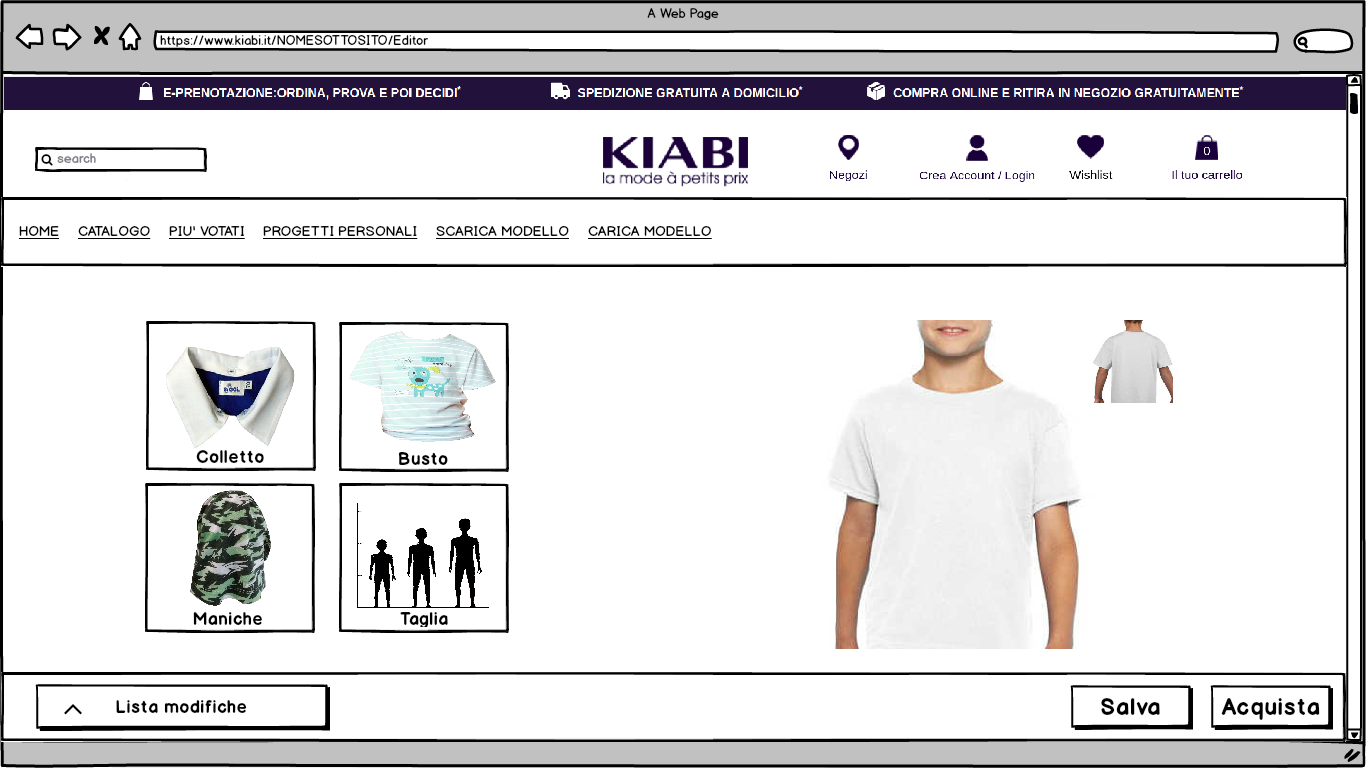 A Web Page
https://www.kiabi.it/NOMESOTTOSITO/Editor
E-PRENOTAZIONE:ORDINA, PROVA E POI DECIDI* SPEDIZIONE GRATUITA A DOMICILIO* COMPRA ONLINE E RITIRA IN NEGOZIO GRATUITAMENTE*
search
KIABI
la mode à petits prix
0
Negozi Crea Account / Login Wishlist Il tuo carrello
HOME CATALOGO PIU' VOTATI PROGETTI PERSONALI SCARICA MODELLO CARICA MODELLO
Colletto
Busto
Maniche
Taglia
Lista modifiche
Salva
Acquista